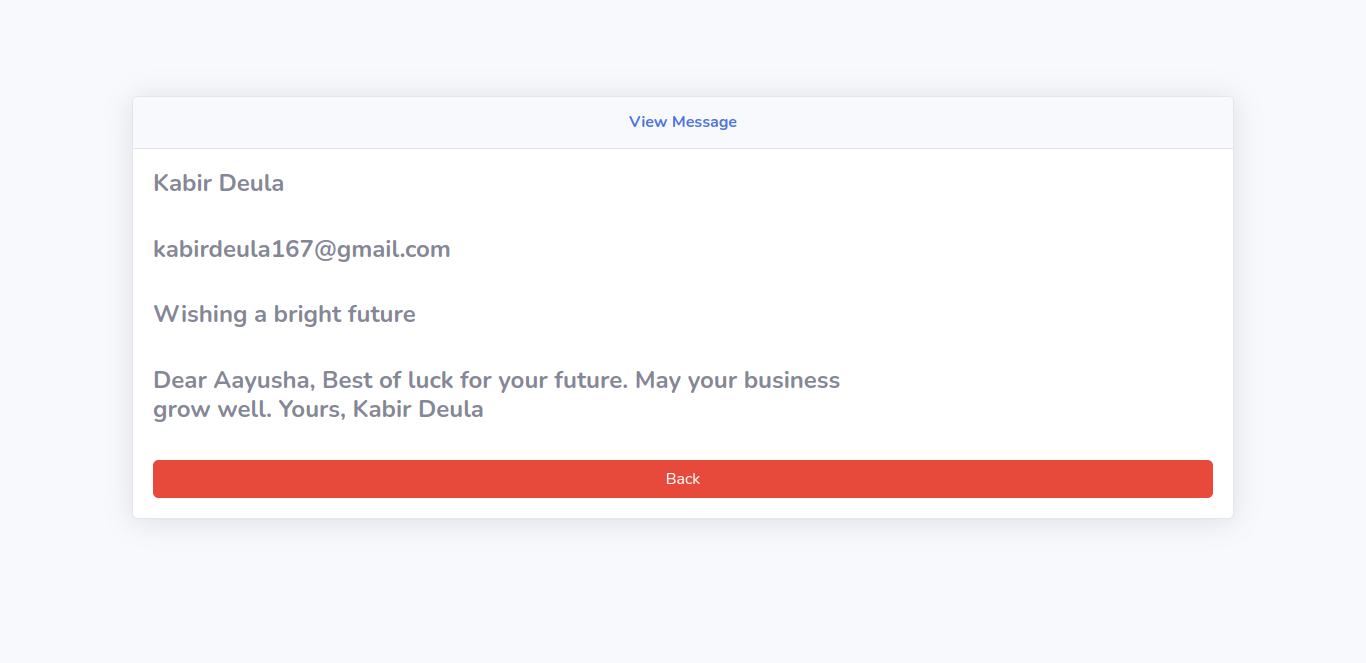 View Message
Kabir Deula
kabirdeula167@gmail.com
Wishing a bright future
Dear Aayusha, Best of luck for your future. May your business
grow well. Yours, Kabir Deula
Back